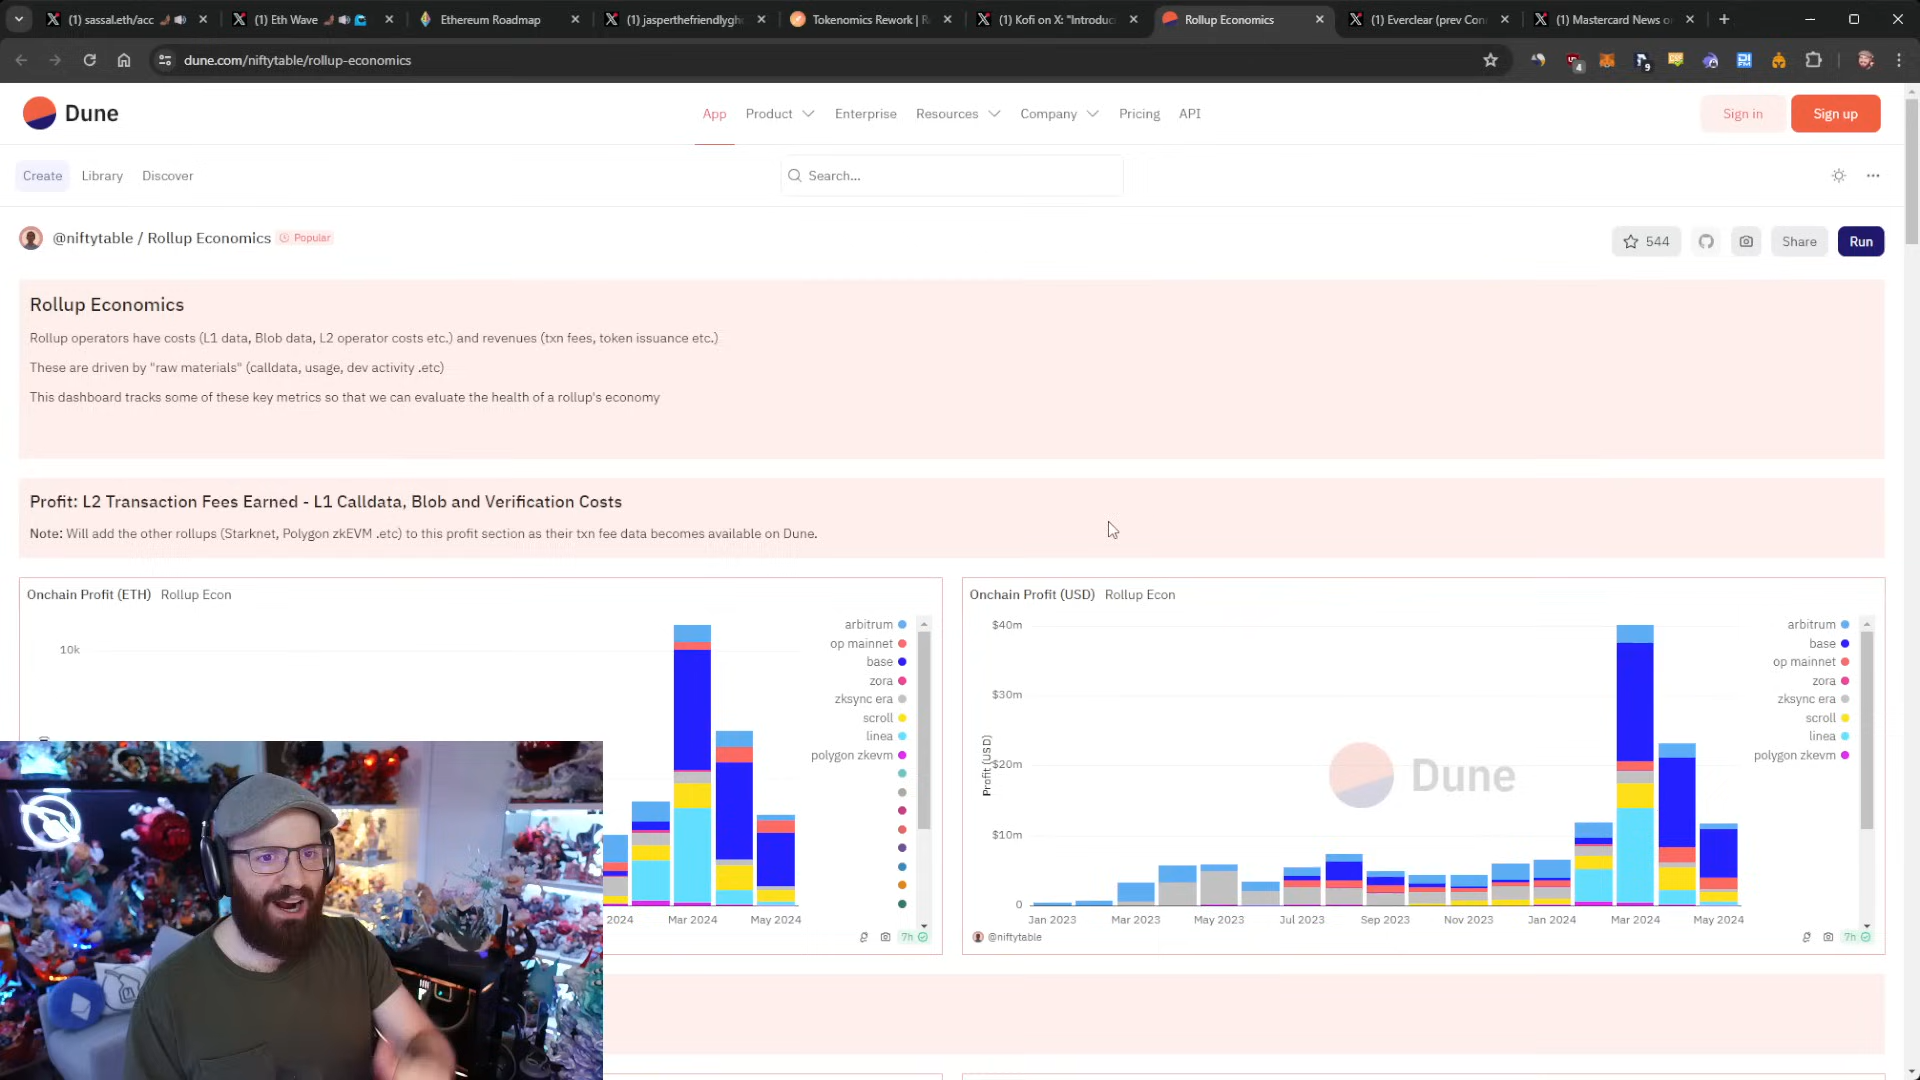 (1) sassal.eth/acc
(1) Eth Wave
Ethereum Roadmap
(1) jasperthefriendlygh
Tokenomics Rework | R
(1) Kofi on X: "Introduc
Rollup Economics
(1) Everclear (prev Con
(1) Mastercard News or
dune.com/niftytable/rollup-economics
4
9
Dune
App
Product
Enterprise
Resources
Company
Pricing
API
Sign in
Sign up
Create
Library
Discover
Search...
@niftytable / Rollup Economics
Popular
544
Share
Run
Rollup Economics
Rollup operators have costs (L1 data, Blob data, L2 operator costs etc.) and revenues (txn fees, token issuance etc.)
These are driven by "raw materials" (calldata, usage, dev activity .etc)
This dashboard tracks some of these key metrics so that we can evaluate the health of a rollup's economy
Profit: L2 Transaction Fees Earned - L1 Calldata, Blob and Verification Costs
Note: Will add the other rollups (Starknet, Polygon zkEVM .etc) to this profit section as their txn fee data becomes available on Dune.
Onchain Profit (ETH) Rollup Econ
10k
arbitrum
op mainnet
base
zora
zksync era
scroll
linea
polygon zkevm
2024
Mar 2024
May 2024
7h
Onchain Profit (USD) Rollup Econ
$40m
$30m
$20m
$10m
0
Profit (USD)
Dune
arbitrum
base
op mainnet
zora
zksync era
scroll
linea
polygon zkevm
Jan 2023
Mar 2023
May 2023
Jul 2023
Sep 2023
Nov 2023
Jan 2024
Mar 2024
May 2024
@niftytable
7h